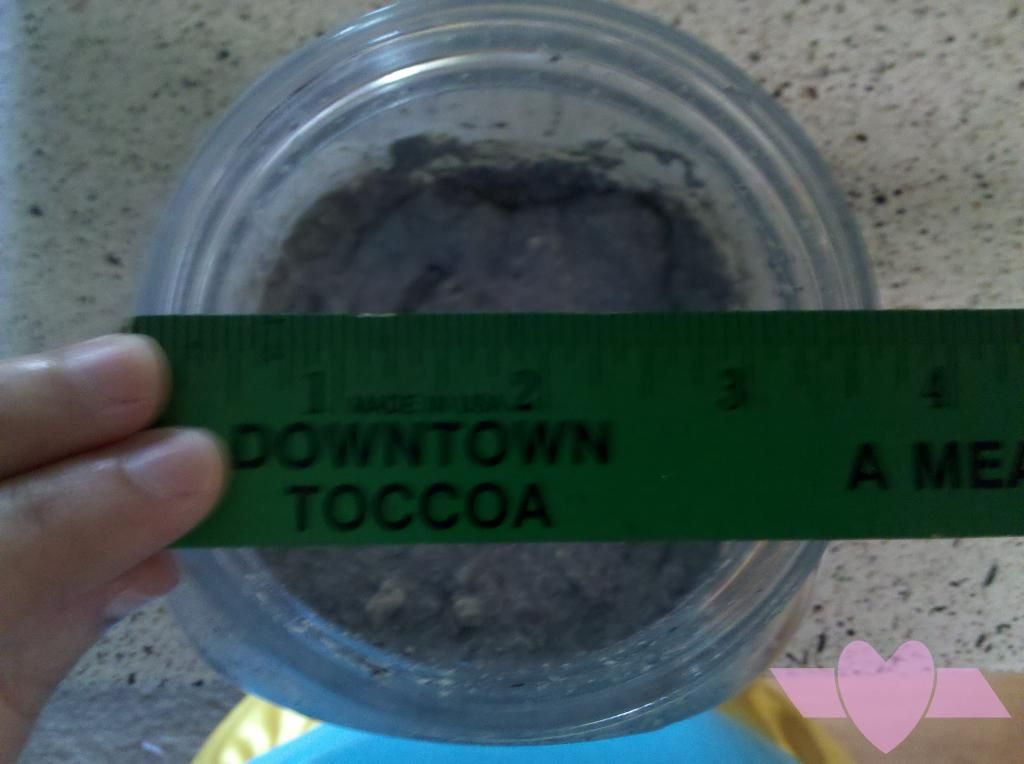 1 2 3 4
MADE IN USA
DOWNTOWN
TOCCOA
A MEA